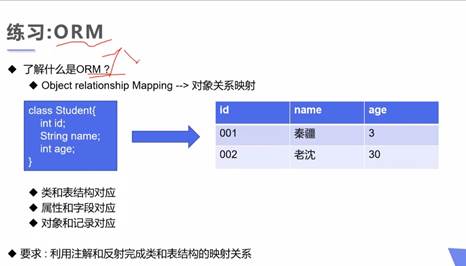 练习:ORM
了解什么是ORM?
Object relationship Mapping --> 对象关系映射
class Student{
int id;
String name;
int age;
}
id name age
001 秦疆 3
002 老沈 30
类和表结构对应
属性和字段对应
对象和记录对应
要求：利用注解和反射完成类和表结构的映射关系